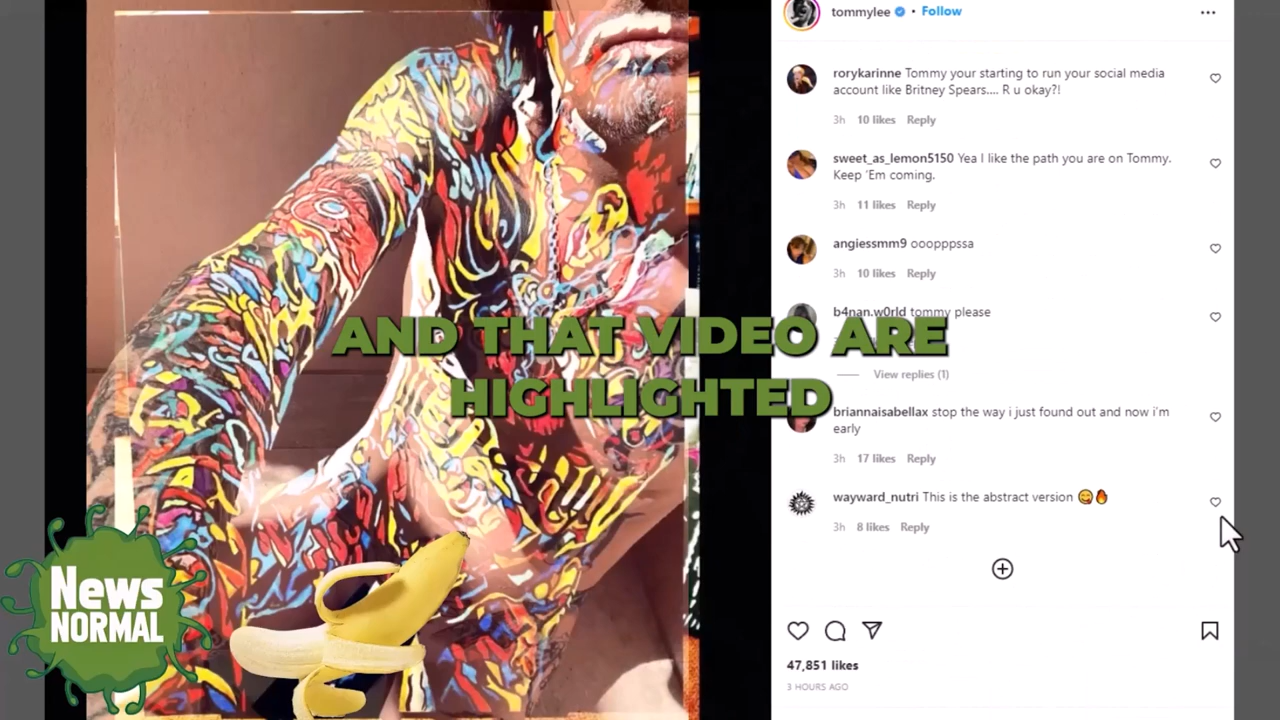 tommylee • Follow
rorykarinne Tommy your starting to run your social media
account like Britney Spears.... R u okay?!
3h 10 likes Reply
sweet_as_lemon5150 Yea I like the path you are on Tommy.
Keep 'Em coming.
3h 11 likes Reply
angiessmm9 ooopppssa
3h 10 likes Reply
b4nan.w0rld tommy please
AND THAT VIDEO ARE
HIGHLIGHTED
View replies (1)
briannaisabellax stop the way i just found out and now i'm
early
3h 17 likes Reply
wayward_nutri This is the abstract version 😋🔥
3h 8 likes Reply
47,851 likes
3 HOURS AGO
News
NORMAL